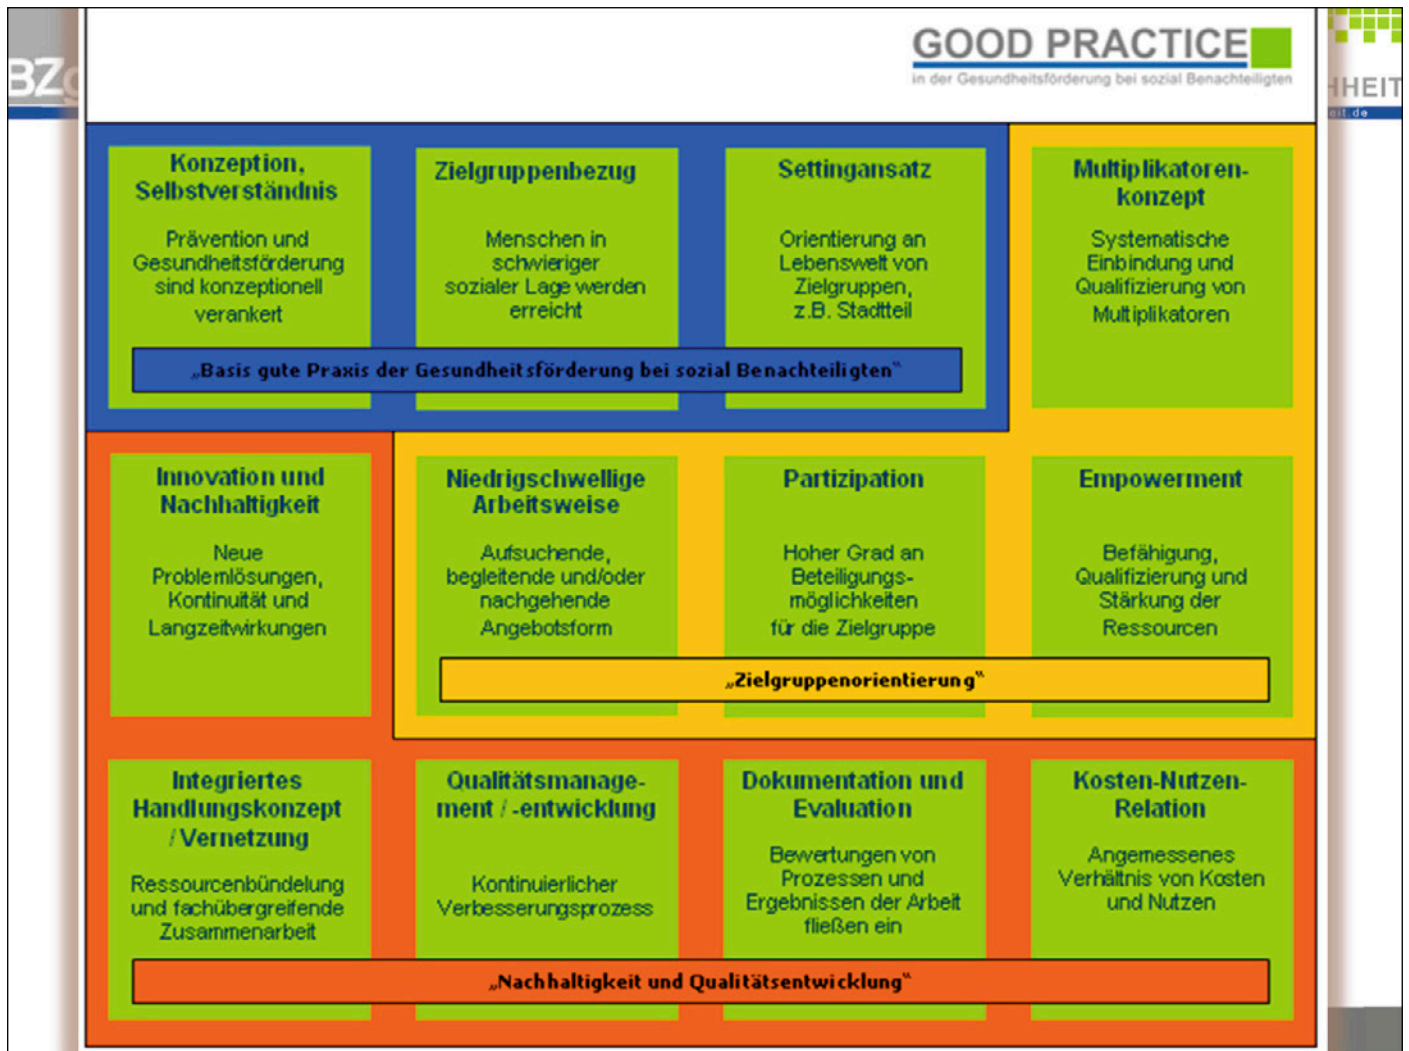 GOOD PRACTICE
in der Gesundheitsförderung bei sozial Benachteiligten
BZg
HHEIT
eit.de
Konzeption,
Selbstverständnis
Prävention und
Gesundheitsförderung
sind konzeptionell
verankert
Zielgruppenbezug
Menschen in
schwieriger
sozialer Lage werden
erreicht
Settingansatz
Orientierung an
Lebenswelt von
Zielgruppen,
z.B. Stadtteil
Multiplikatoren-
konzept
Systematische
Einbindung und
Qualifizierung von
Multiplikatoren
„Basis gute Praxis der Gesundheitsförderung bei sozial Benachteiligten“
Innovation und
Nachhaltigkeit
Neue
Problemlösungen,
Kontinuität und
Langzeitwirkungen
Niedrigschwellige
Arbeitsweise
Aufsuchende,
begleitende und/oder
nachgehende
Angebotsform
Partizipation
Hoher Grad an
Beteiligungs-
möglichkeiten
für die Zielgruppe
Empowerment
Befähigung,
Qualifizierung und
Stärkung der
Ressourcen
„Zielgruppenorientierung“
Integriertes
Handlungskonzept
/ Vernetzung
Ressourcenbündelung
und fachübergreifende
Zusammenarbeit
Qualitätsmanage-
ment / -entwicklung
Kontinuierlicher
Verbesserungsprozess
Dokumentation und
Evaluation
Bewertungen von
Prozessen und
Ergebnissen der Arbeit
fließen ein
Kosten-Nutzen-
Relation
Angemessenes
Verhältnis von Kosten
und Nutzen
„Nachhaltigkeit und Qualitätsentwicklung“